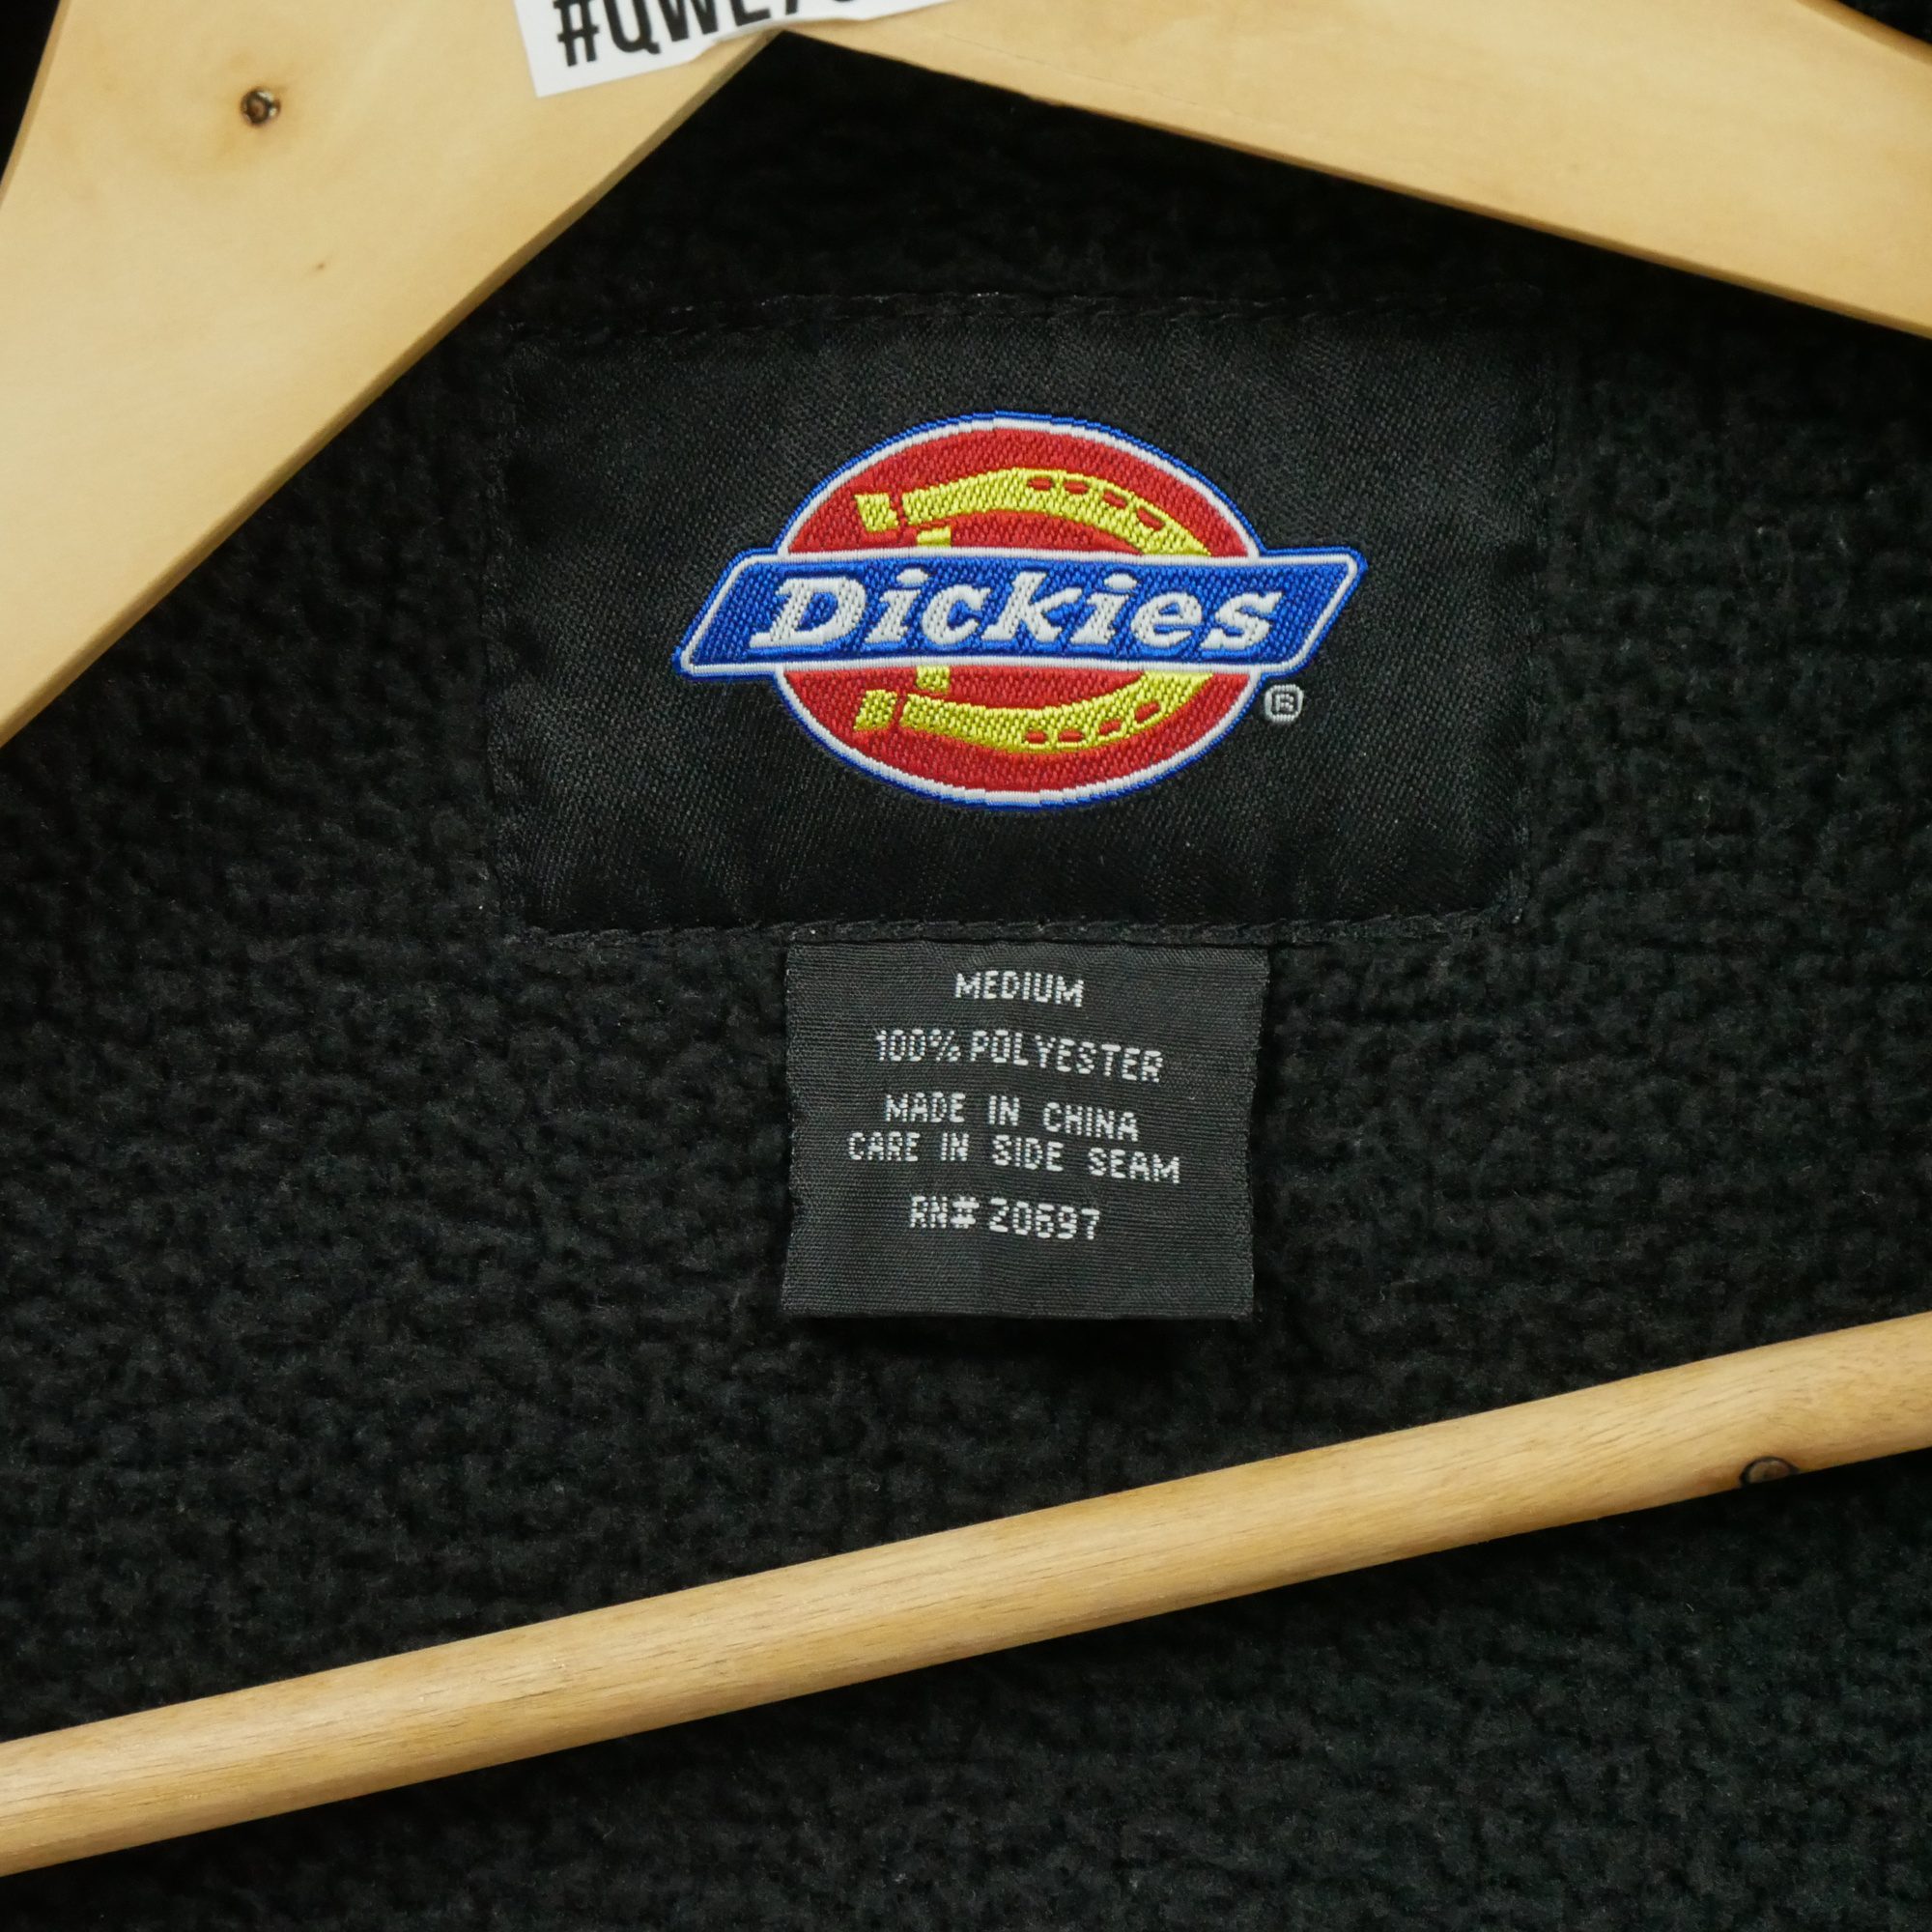 Dickies
®
MEDIUM
100% POLYESTER
MADE IN CHINA
CARE IN SIDE SEAM
RN# 20697